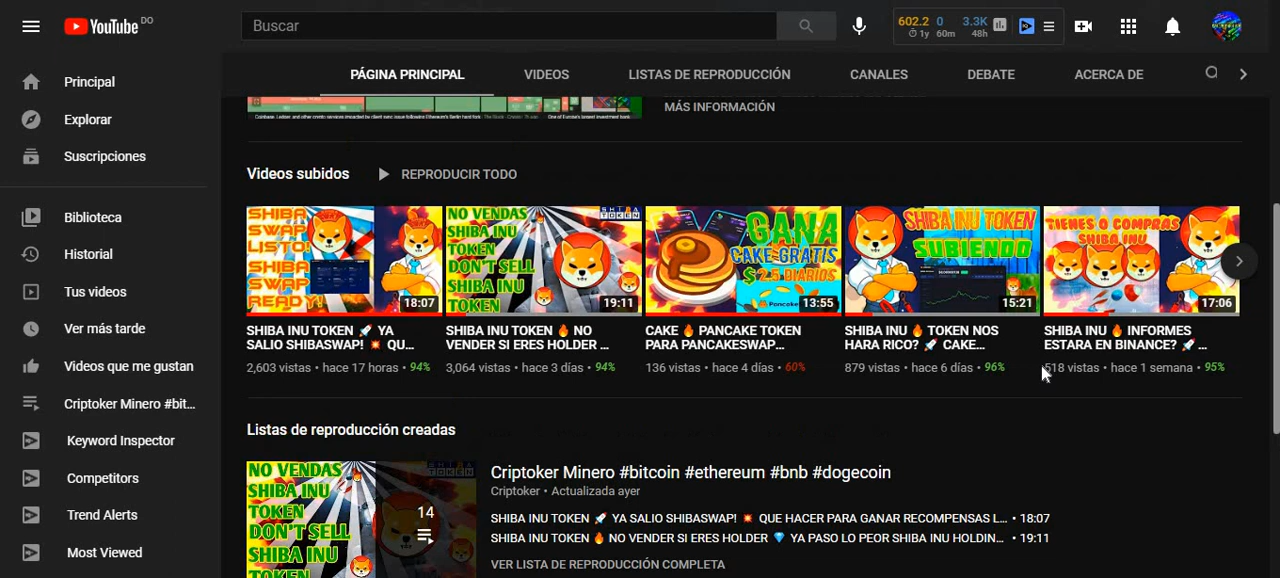 YouTube DO
Buscar
602.2 0 3.3K
1y 60m 48h
Principal
Explorar
Suscripciones
Biblioteca
Historial
Tus videos
Ver más tarde
Videos que me gustan
Criptoker Minero #bit...
Keyword Inspector
Competitors
Trend Alerts
Most Viewed
PÁGINA PRINCIPAL VIDEOS LISTAS DE REPRODUCCIÓN CANALES DEBATE ACERCA DE
MÁS INFORMACIÓN
Videos subidos REPRODUCIR TODO
SHIBA
SWAP
LISTO!
SHIBA
SWAP
READY!
18:07
SHIBA INU TOKEN 🚀 YA
SALIO SHIBASWAP! 💥 QU...
2,603 vistas • hace 17 horas • 94%
NO VENDAS
SHIBA INU
TOKEN
DON'T SELL
SHIBA INU
TOKEN
SHIBA
TOKEN
19:11
SHIBA INU TOKEN 🔥 NO
VENDER SI ERES HOLDER ...
3,064 vistas • hace 3 días • 94%
GANA
CAKE GRATIS
$2.5 DIARIOS
13:55
CAKE 🔥 PANCAKE TOKEN
PARA PANCAKESWAP...
136 vistas • hace 4 días • 60%
SHIBA INU TOKEN
SUBIENDO
15:21
SHIBA INU 🔥 TOKEN NOS
HARA RICO? 🚀 CAKE...
879 vistas • hace 6 días • 96%
TIENES O COMPRAS
SHIBA INU
17:06
SHIBA INU 🔥 INFORMES
ESTARA EN BINANCE? 🚀 ...
518 vistas • hace 1 semana • 95%
Listas de reproducción creadas
NO VENDAS
SHIBA INU
TOKEN
DON'T SELL
SHIBA INU
14
Criptoker Minero #bitcoin #ethereum #bnb #dogecoin
Criptoker • Actualizada ayer
SHIBA INU TOKEN 🚀 YA SALIO SHIBASWAP! 💥 QUE HACER PARA GANAR RECOMPENSAS L... • 18:07
SHIBA INU TOKEN 🔥 NO VENDER SI ERES HOLDER 💎 YA PASO LO PEOR SHIBA INU HOLDIN... • 19:11
VER LISTA DE REPRODUCCIÓN COMPLETA